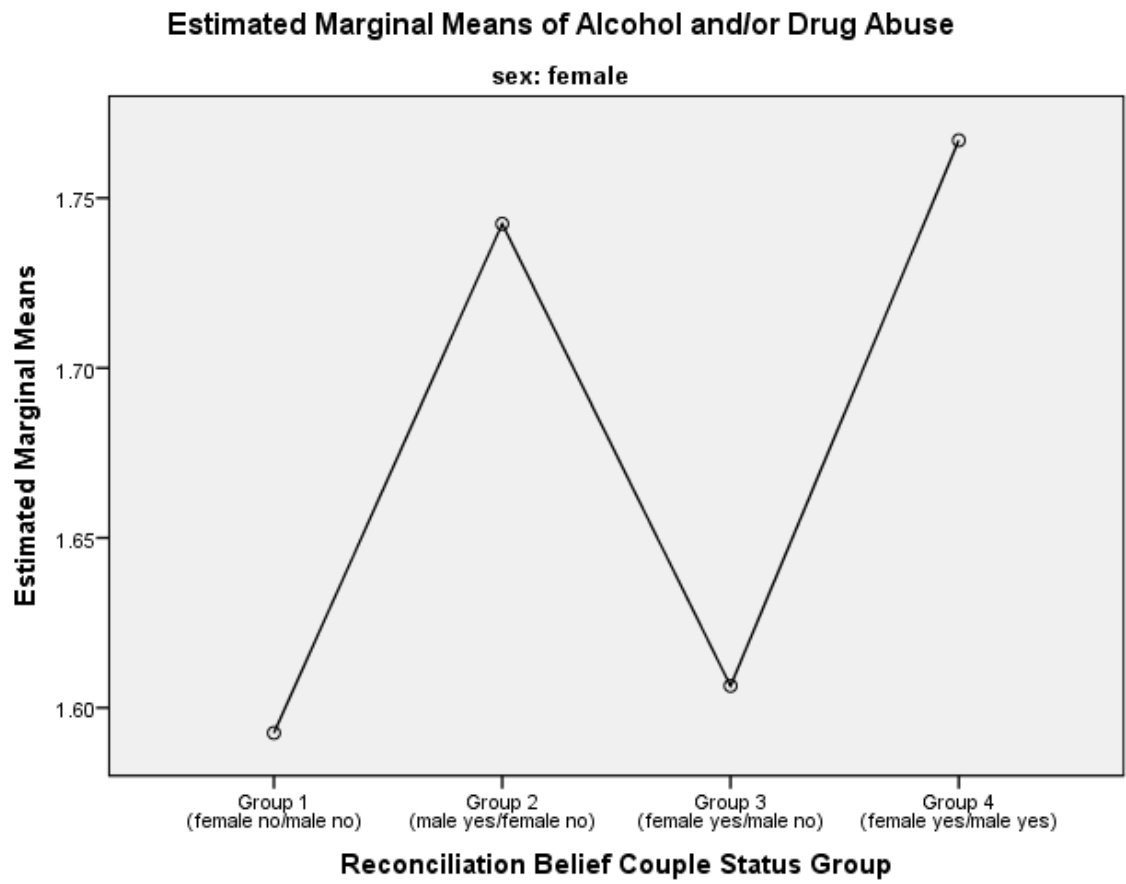 Estimated Marginal Means of Alcohol and/or Drug Abuse
sex: female
Estimated Marginal Means
1.75
1.70
1.65
1.60
Group 1
(female no/male no)
Group 2
(male yes/female no)
Group 3
(female yes/male no)
Group 4
(female yes/male yes)
Reconciliation Belief Couple Status Group